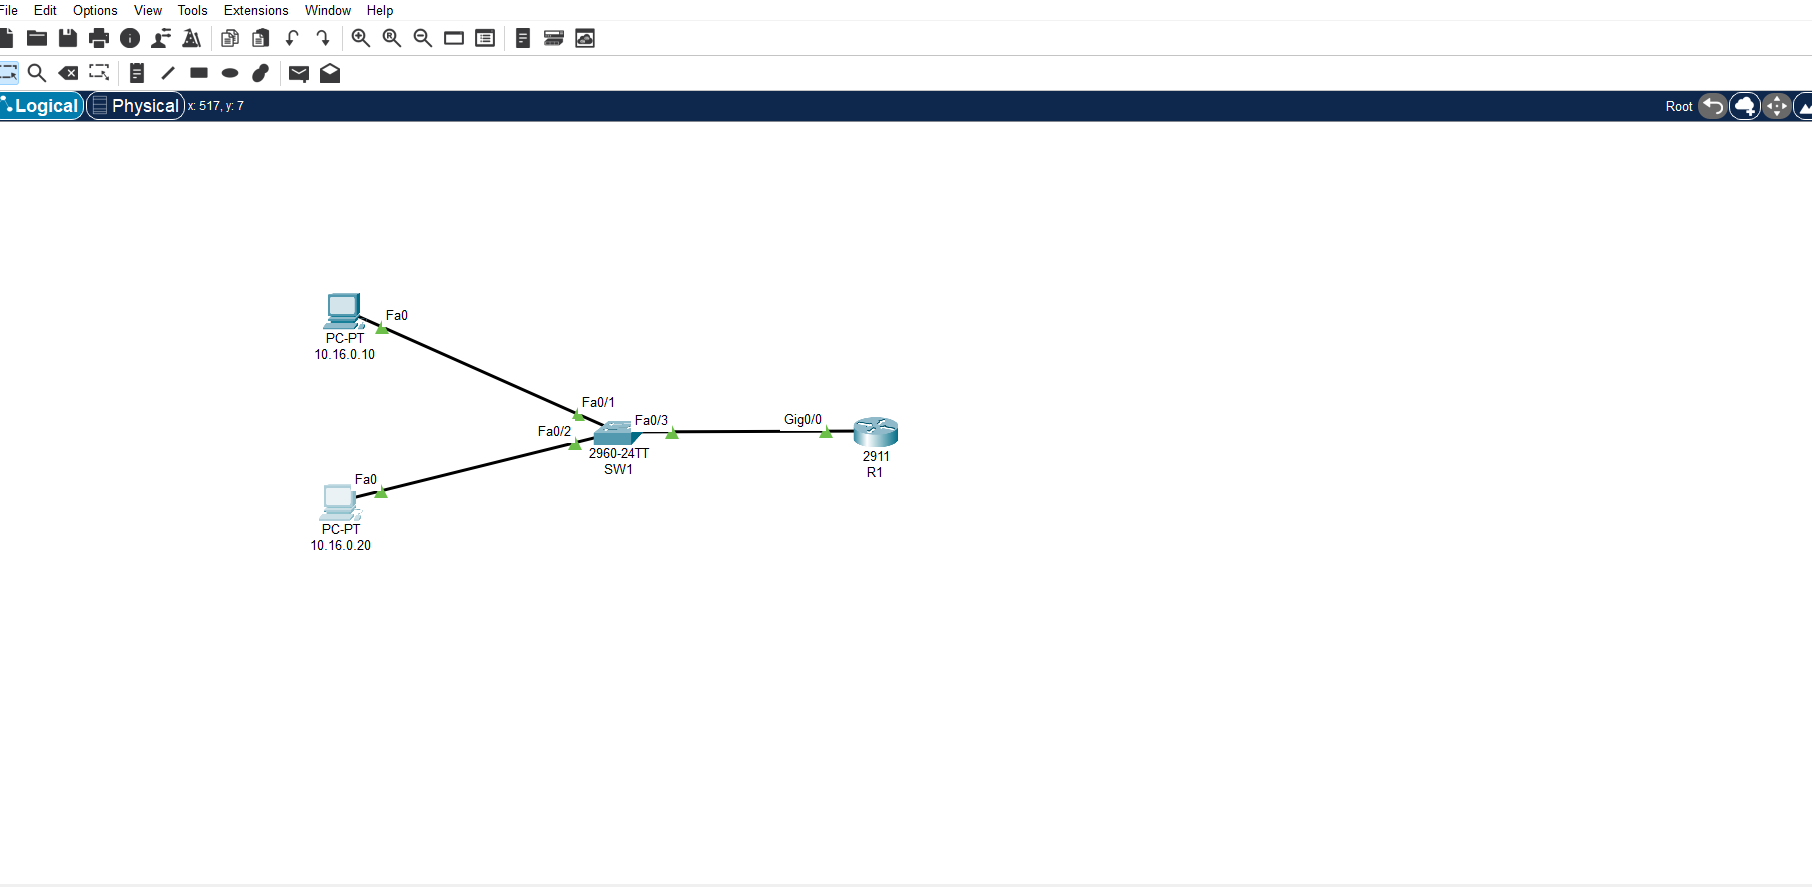 File Edit Options View Tools Extensions Window Help
Logical Physical x: 517, y: 7 Root
Fa0
PC-PT
10.16.0.10
Fa0/1
Fa0/2 Fa0/3 Gig0/0
2960-24TT
SW1
2911
R1
Fa0
PC-PT
10.16.0.20